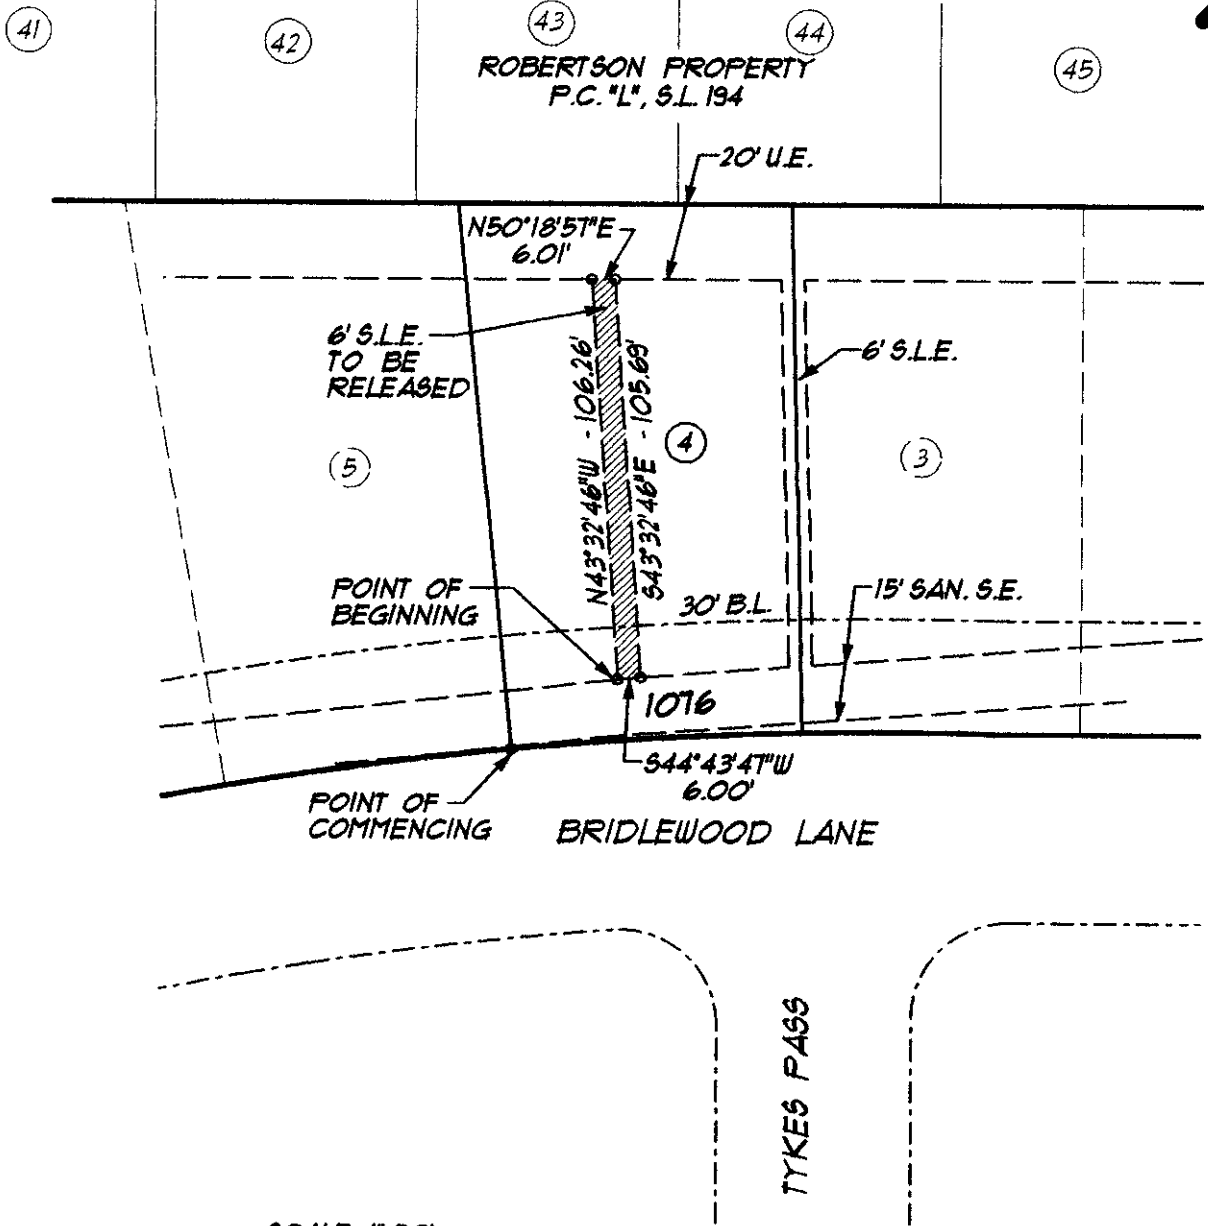 41
42
43
44
45
ROBERTSON PROPERTY
P.C. "L", S.L. 194
20' U.E.
N50°18'57"E
6.01'
6' S.L.E.
TO BE
RELEASED
6' S.L.E.
N43°32'46"W - 106.26'
S43°32'46"E - 105.69'
5
4
3
POINT OF
BEGINNING
30' B.L.
15' SAN. S.E.
1076
S44°43'47"W
6.00'
POINT OF
COMMENCING
BRIDLEWOOD LANE
TYKES PASS